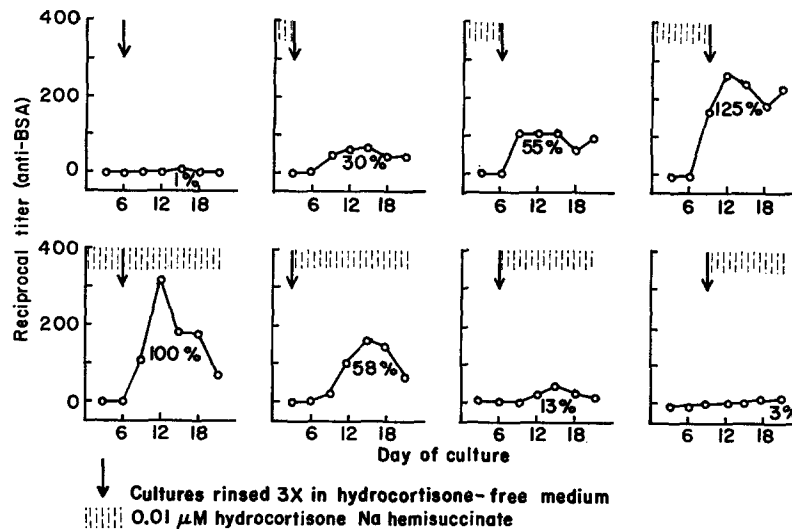 400
200
0
1%
30%
55%
125%
6 12 18
6 12 18
6 12 18
6 12 18
Reciprocal titer (anti-BSA)
400
200
0
100%
58%
13%
3%
6 12 18
6 12 18
6 12 18
6 12 18
Day of culture
Cultures rinsed 3X in hydrocortisone-free medium
0.01 μM hydrocortisone Na hemisuccinate